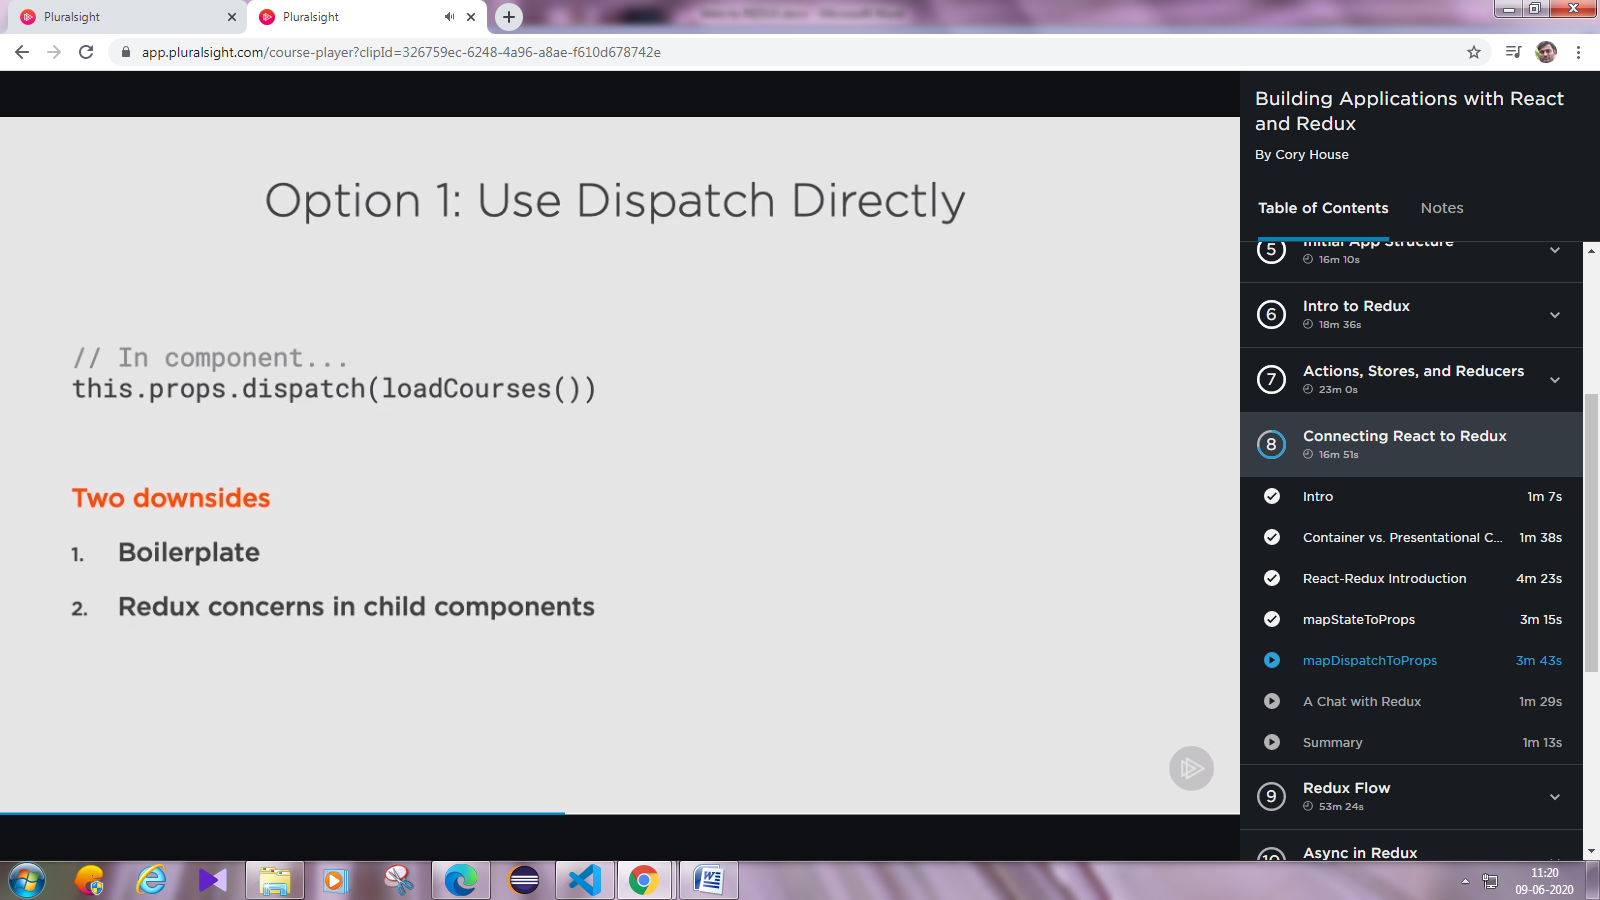 Pluralsight
Pluralsight
app.pluralsight.com/course-player?clipId=326759ec-6248-4a96-a8ae-f610d678742e
Option 1: Use Dispatch Directly
// In component...
this.props.dispatch(loadCourses())
Two downsides
1. Boilerplate
2. Redux concerns in child components
Building Applications with React
and Redux
By Cory House
Table of Contents Notes
5 Initial App Structure
16m 10s
6 Intro to Redux
18m 36s
7 Actions, Stores, and Reducers
23m 0s
8 Connecting React to Redux
16m 51s
Intro 1m 7s
Container vs. Presentational C... 1m 38s
React-Redux Introduction 4m 23s
mapStateToProps 3m 15s
mapDispatchToProps 3m 43s
A Chat with Redux 1m 29s
Summary 1m 13s
9 Redux Flow
53m 24s
10 Async in Redux
11:20
09-06-2020